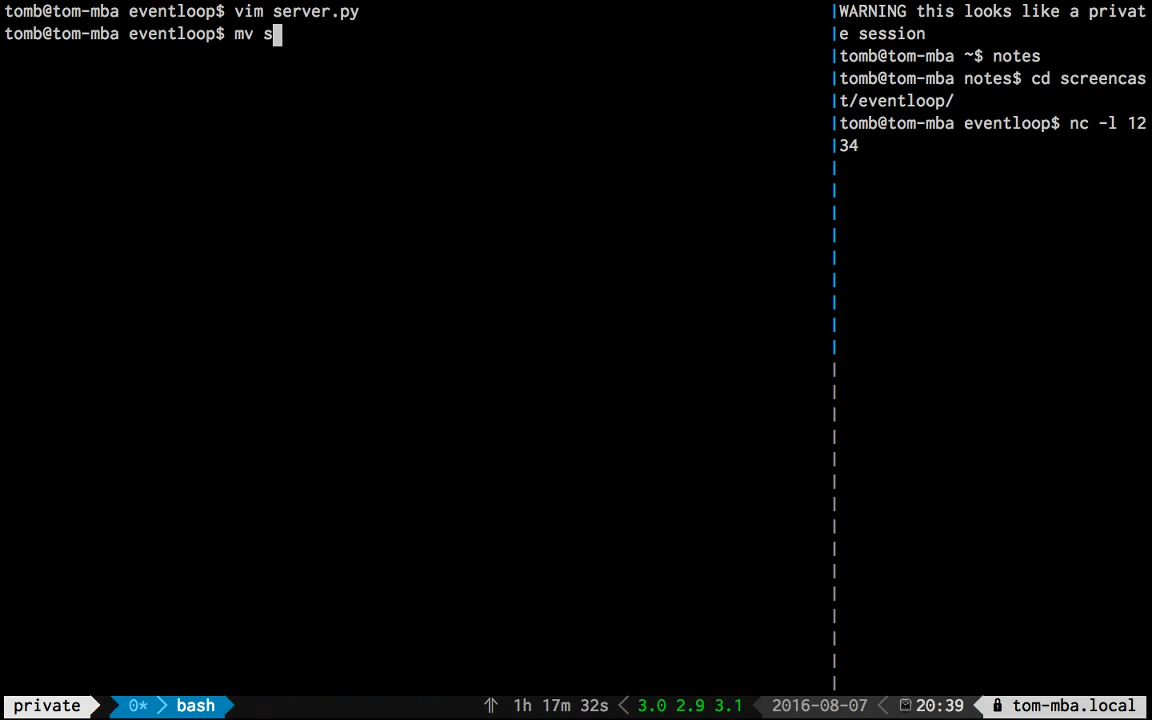 tomb@tom-mba eventloop$ vim server.py
tomb@tom-mba eventloop$ mv s
WARNING this looks like a privat
e session
tomb@tom-mba ~$ notes
tomb@tom-mba notes$ cd screencas
t/eventloop/
tomb@tom-mba eventloop$ nc -l 12
34
private 0* bash 1h 17m 32s 3.0 2.9 3.1 2016-08-07 20:39 tom-mba.local